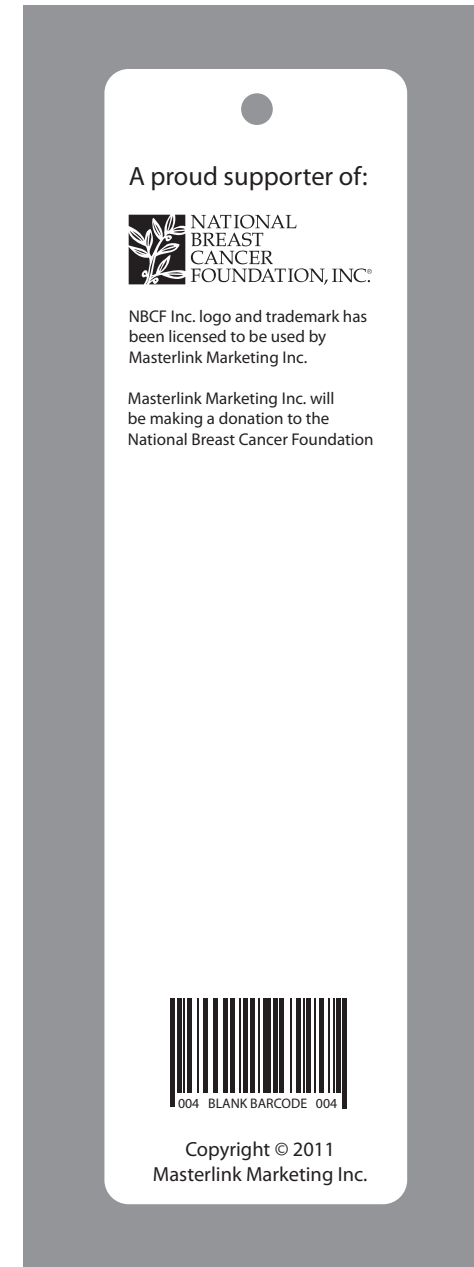 A proud supporter of:
NATIONAL
BREAST
CANCER
FOUNDATION, INC.®
NBCF Inc. logo and trademark has
been licensed to be used by
Masterlink Marketing Inc.
Masterlink Marketing Inc. will
be making a donation to the
National Breast Cancer Foundation
004 BLANK BARCODE 004
Copyright © 2011
Masterlink Marketing Inc.